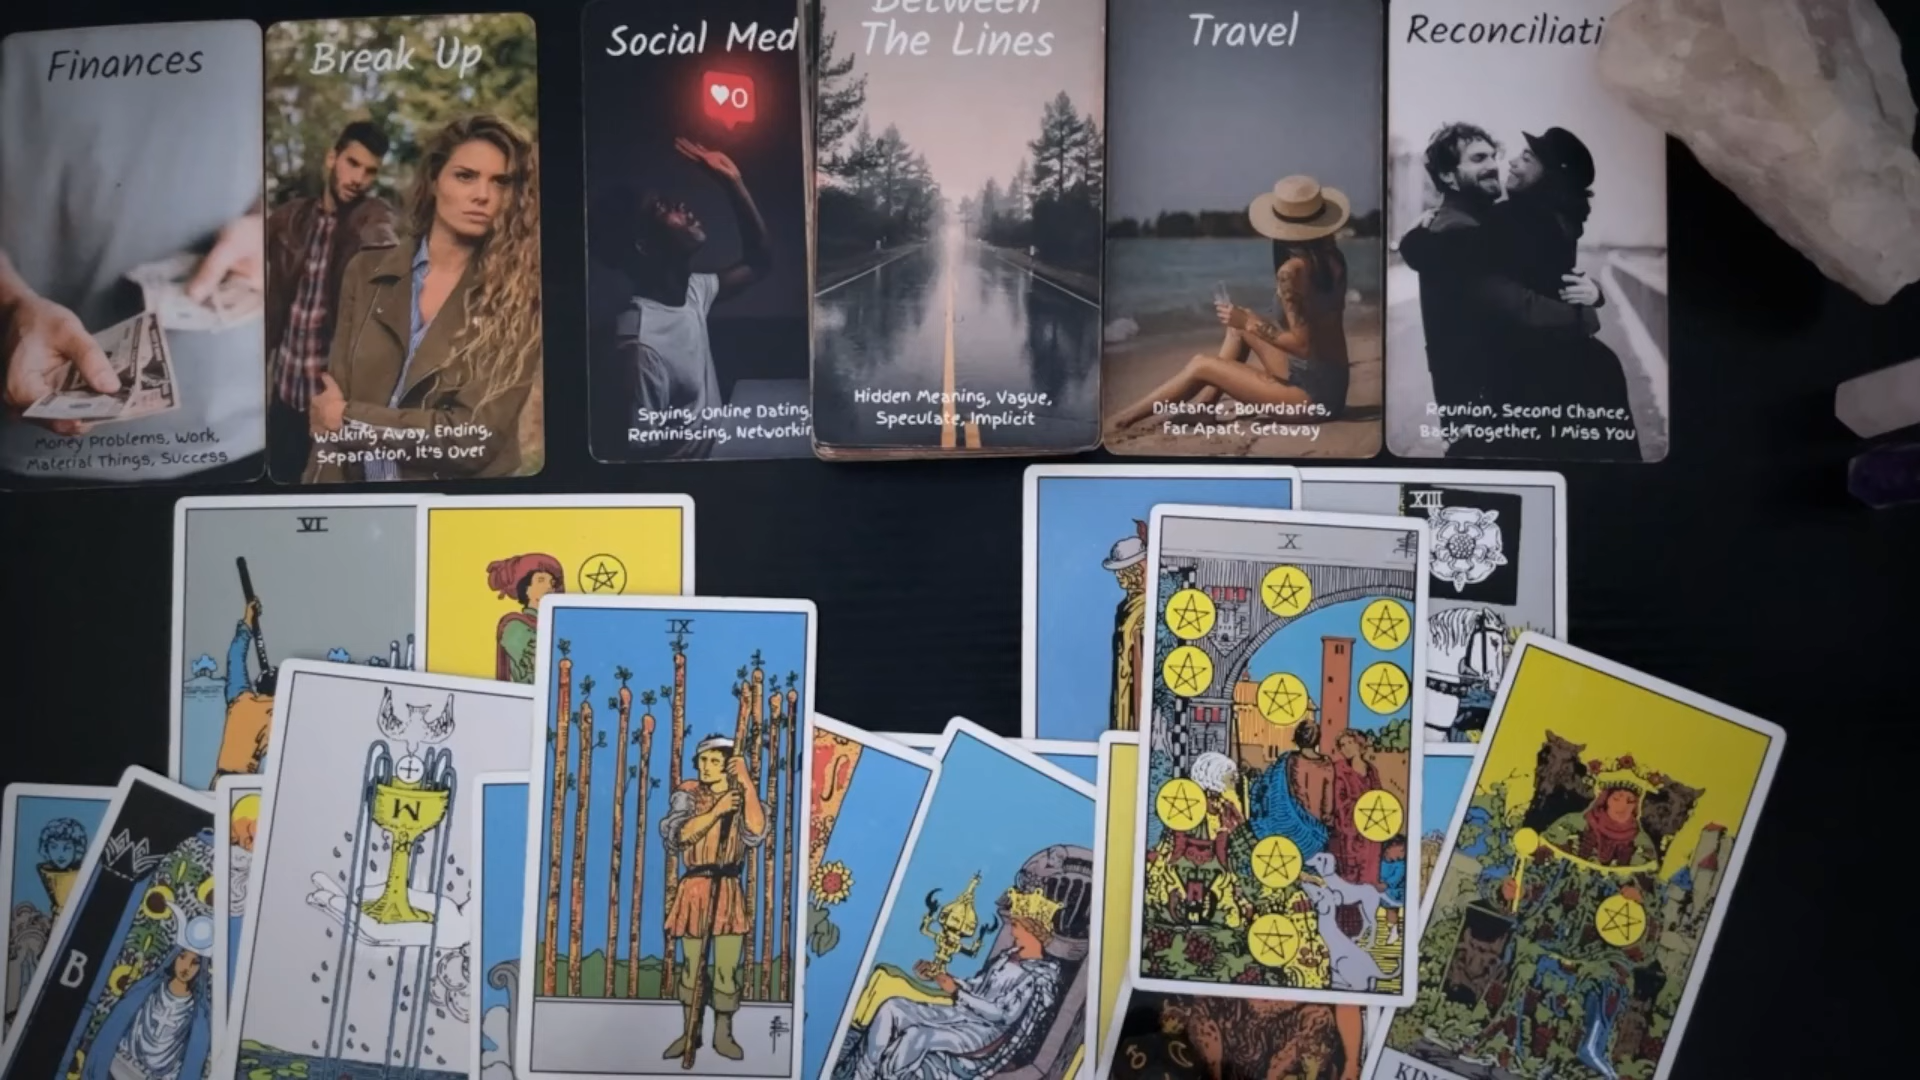 Finances
Money Problems, Work,
Material Things, Success
Break Up
Walking Away, Ending,
Separation, It's Over
Social Med
0
Spying, Online Dating,
Reminiscing, Networkin
Between
The Lines
Hidden Meaning, Vague,
Speculate, Implicit
Travel
Distance, Boundaries,
Far Apart, Getaway
Reconciliati
Reunion, Second Chance,
Back Together, I Miss You
VI
XIII
X
IX
W
B
KIN